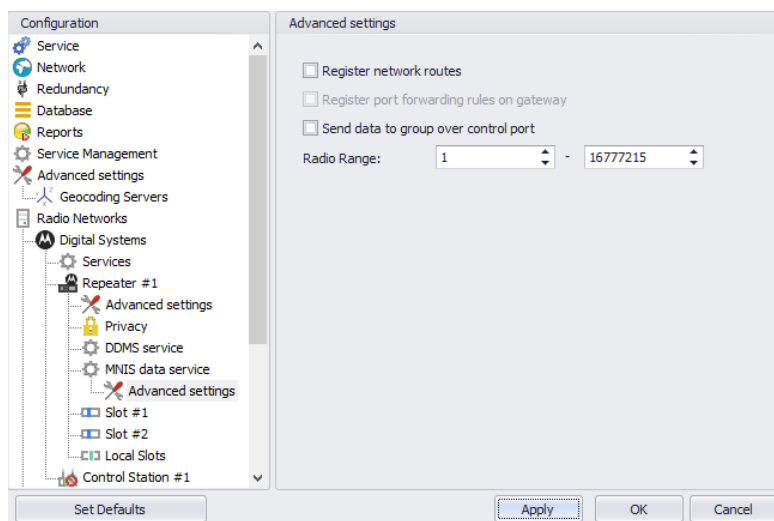 Configuration
Service
Network
Redundancy
Database
Reports
Service Management
Advanced settings
Geocoding Servers
Radio Networks
Digital Systems
Services
Repeater #1
Advanced settings
Privacy
DDMS service
MNIS data service
Advanced settings
Slot #1
Slot #2
Local Slots
Control Station #1
Set Defaults
Advanced settings
Register network routes
Register port forwarding rules on gateway
Send data to group over control port
Radio Range: 1 - 16777215
Apply OK Cancel